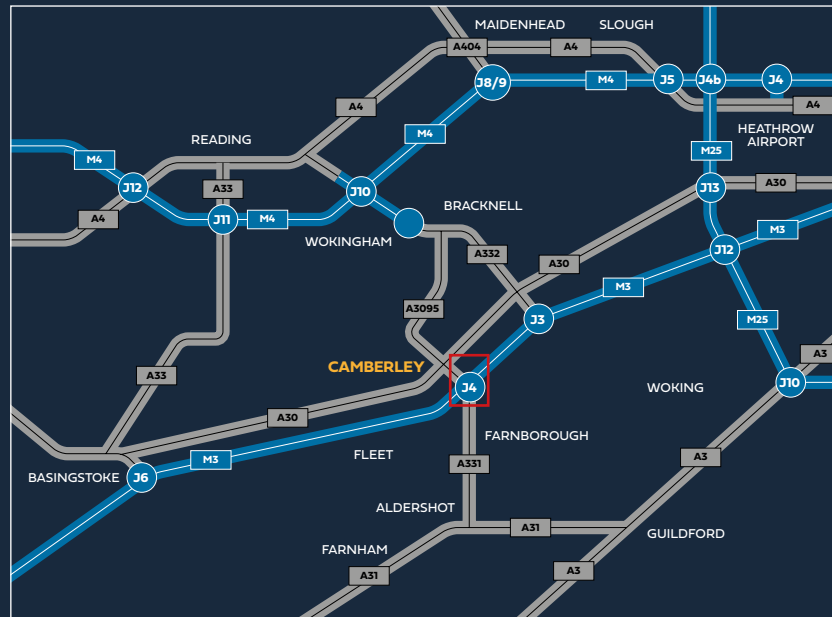 MAIDENHEAD
SLOUGH
A404
A4
J8/9
M4
J5
J4b
J4
A4
A4
HEATHROW
AIRPORT
M4
READING
M25
M4
J12
A33
J10
J13
A30
BRACKNELL
A4
J11
M4
WOKINGHAM
A332
A30
J12
M3
M3
A3095
J3
M25
A3
CAMBERLEY
A33
J4
WOKING
J10
A30
FARNBOROUGH
FLEET
M3
A331
A3
BASINGSTOKE
J6
ALDERSHOT
A31
GUILDFORD
FARNHAM
A31
A3